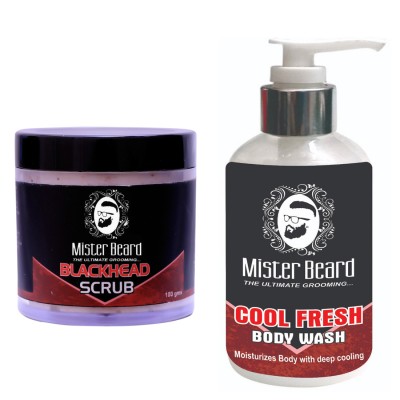 Mister Beard
THE ULTIMATE GROOMING...
BLACKHEAD
SCRUB
100 gms
Mister Beard
THE ULTIMATE GROOMING...
COOL FRESH
BODY WASH
Moisturizes Body with deep cooling